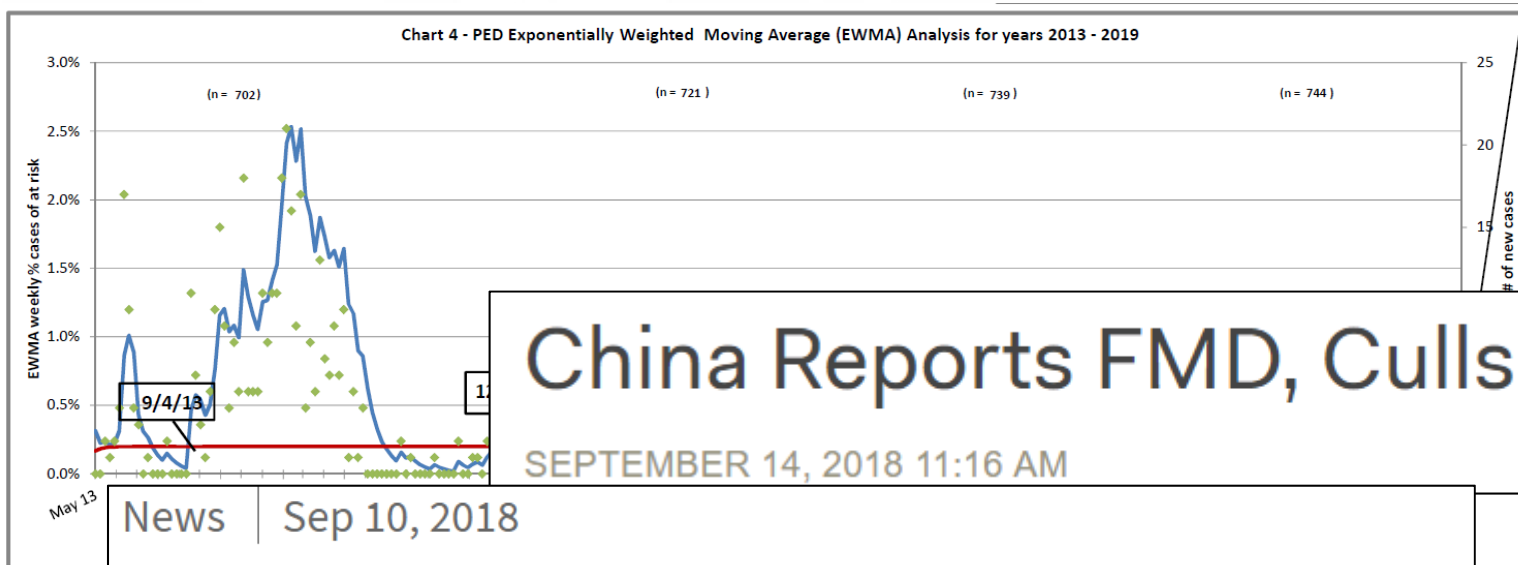 Chart 4 - PED Exponentially Weighted Moving Average (EWMA) Analysis for years 2013 - 2019
3.0%
2.5%
2.0%
1.5%
1.0%
0.5%
0.0%
EWMA weekly% cases of at risk
(n = 702)
(n = 721 )
(n = 739 )
(n = 744 )
25
20
15
# of new cases
9/4/13
12
May 13
China Reports FMD, Culls
SEPTEMBER 14, 2018 11:16 AM
News | Sep 10, 2018